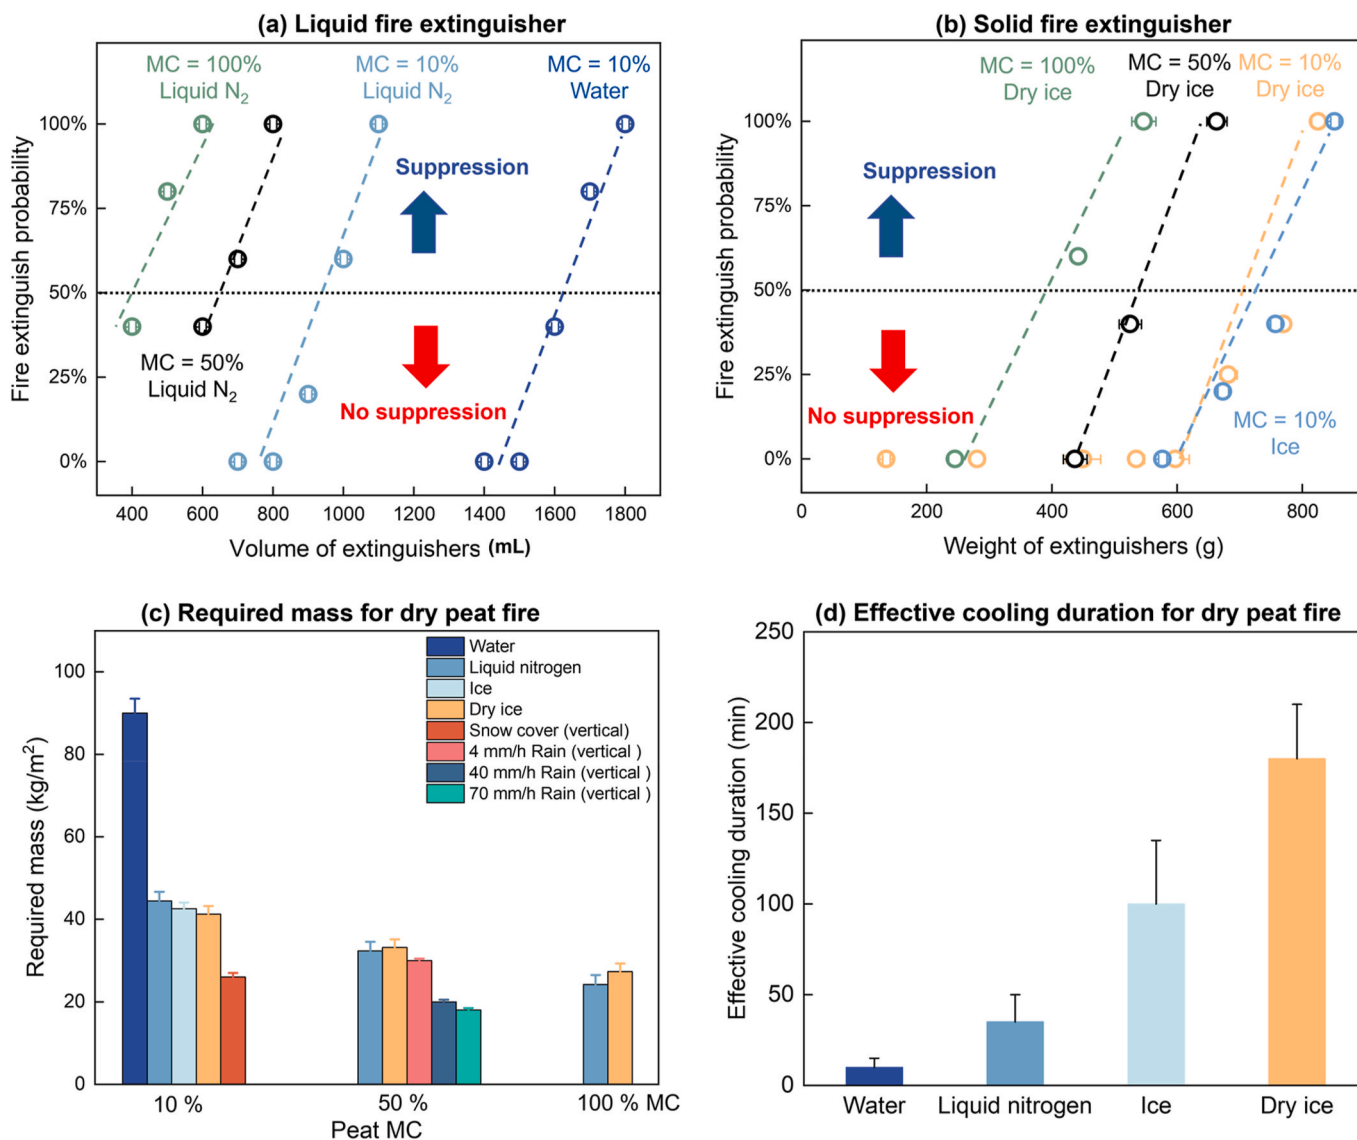 (a) Liquid fire extinguisher
MC = 100%
Liquid N₂
MC = 10%
Liquid N₂
MC = 10%
Water
100%
75%
50%
25%
0%
Fire extinguish probability
Suppression
MC = 50%
Liquid N₂
No suppression
400 600 800 1000 1200 1400 1600 1800
Volume of extinguishers (mL)
(b) Solid fire extinguisher
MC = 100%
Dry ice
MC = 50%
Dry ice
MC = 10%
Dry ice
100%
75%
50%
25%
0%
Fire extinguish probability
Suppression
No suppression
MC = 10%
Ice
0 200 400 600 800
Weight of extinguishers (g)
(c) Required mass for dry peat fire
Water
Liquid nitrogen
Ice
Dry ice
Snow cover (vertical)
4 mm/h Rain (vertical )
40 mm/h Rain (vertical )
70 mm/h Rain (vertical )
100
80
60
40
20
0
Required mass (kg/m²)
10 % 50 % 100 % MC
Peat MC
(d) Effective cooling duration for dry peat fire
250
200
150
100
50
0
Effective cooling duration (min)
Water Liquid nitrogen Ice Dry ice